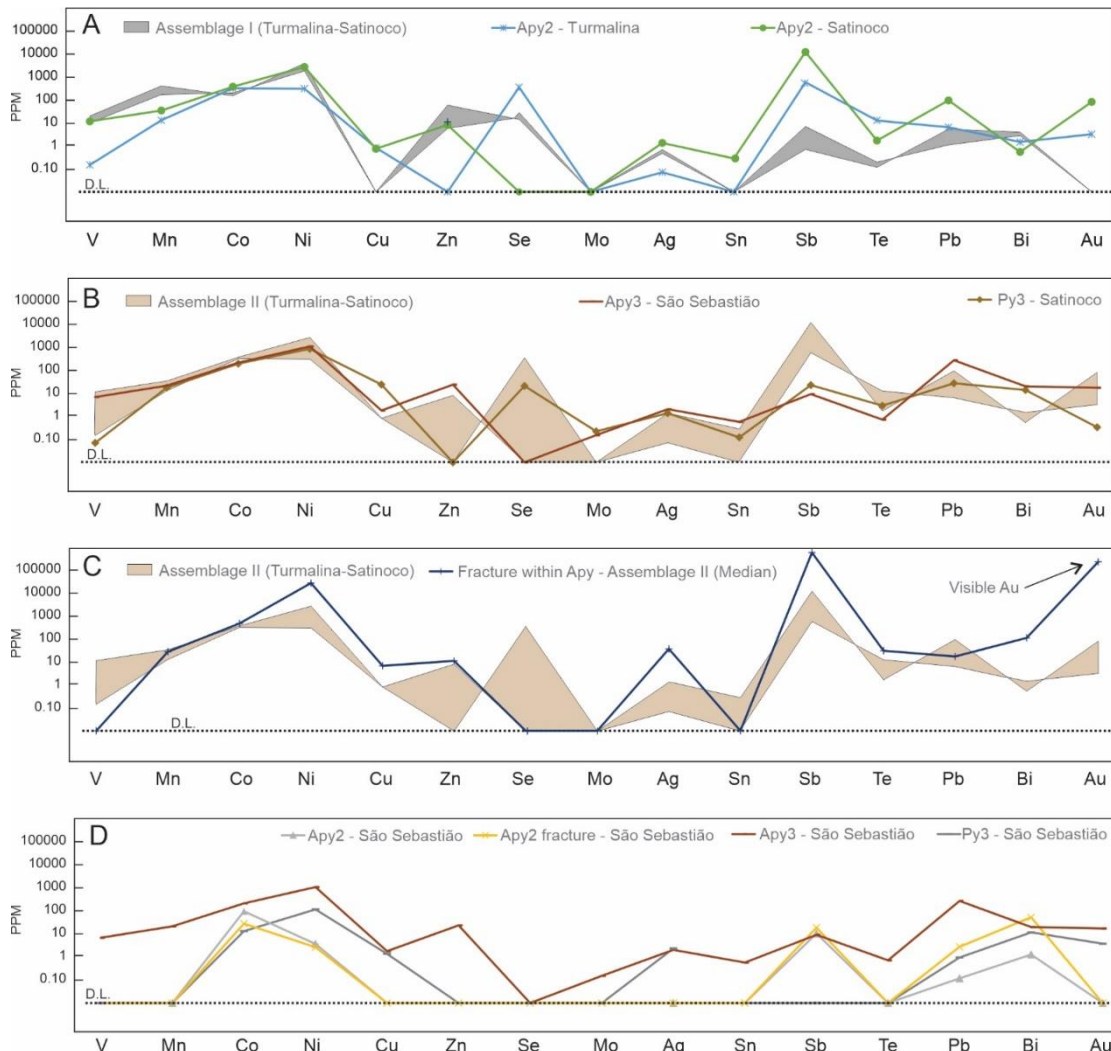 A Assemblage I (Turmalina-Satinoco) Apy2 - Turmalina Apy2 - Satinoco
100000
10000
1000
100
10
1
0.10
PPM
D.L.
V Mn Co Ni Cu Zn Se Mo Ag Sn Sb Te Pb Bi Au
B Assemblage II (Turmalina-Satinoco) Apy3 - São Sebastião Py3 - Satinoco
100000
10000
1000
100
10
1
0.10
PPM
D.L.
V Mn Co Ni Cu Zn Se Mo Ag Sn Sb Te Pb Bi Au
C Assemblage II (Turmalina-Satinoco) Fracture within Apy - Assemblage II (Median)
Visible Au
100000
10000
1000
100
10
1
0.10
PPM
D.L.
V Mn Co Ni Cu Zn Se Mo Ag Sn Sb Te Pb Bi Au
D Apy2 - São Sebastião Apy2 fracture - São Sebastião Apy3 - São Sebastião Py3 - São Sebastião
100000
10000
1000
100
10
1
0.10
PPM
D.L.
V Mn Co Ni Cu Zn Se Mo Ag Sn Sb Te Pb Bi Au